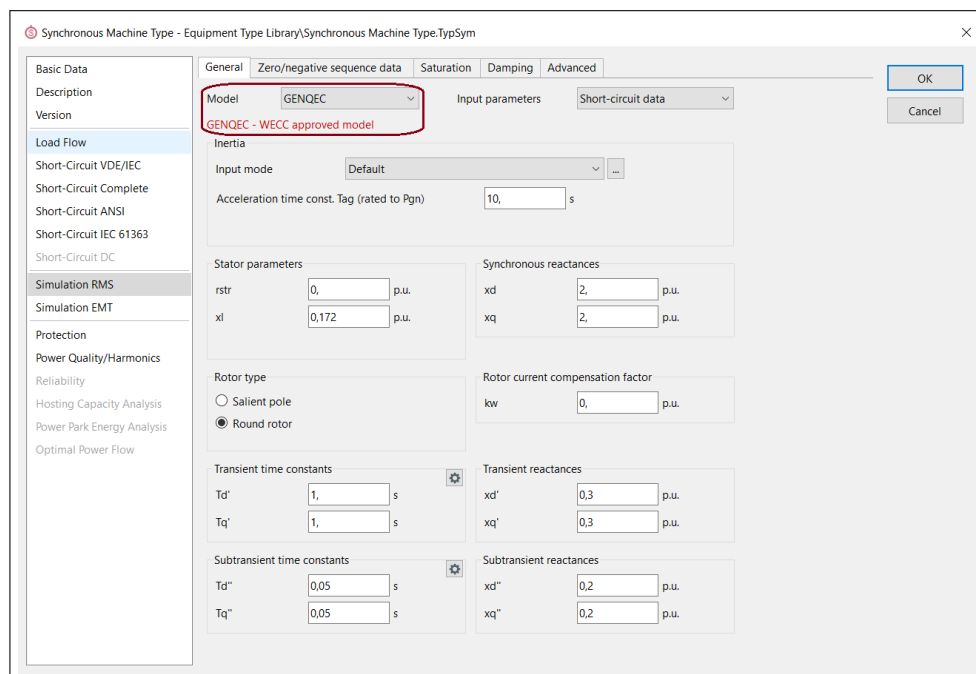 Synchronous Machine Type - Equipment Type Library\Synchronous Machine Type.TypSym
Basic Data
Description
Version
Load Flow
Short-Circuit VDE/IEC
Short-Circuit Complete
Short-Circuit ANSI
Short-Circuit IEC 61363
Short-Circuit DC
Simulation RMS
Simulation EMT
Protection
Power Quality/Harmonics
Reliability
Hosting Capacity Analysis
Power Park Energy Analysis
Optimal Power Flow
General Zero/negative sequence data Saturation Damping Advanced
Model GENQEC Input parameters Short-circuit data
GENQEC - WECC approved model
Inertia
Input mode Default ...
Acceleration time const. Tag (rated to Pgn) 10, s
Stator parameters
rstr 0, p.u.
xl 0,172 p.u.
Synchronous reactances
xd 2, p.u.
xq 2, p.u.
Rotor type
Salient pole
Round rotor
Rotor current compensation factor
kw 0, p.u.
Transient time constants
Td' 1, s
Tq' 1, s
Transient reactances
xd' 0,3 p.u.
xq' 0,3 p.u.
Subtransient time constants
Td'' 0,05 s
Tq'' 0,05 s
Subtransient reactances
xd'' 0,2 p.u.
xq'' 0,2 p.u.
OK
Cancel